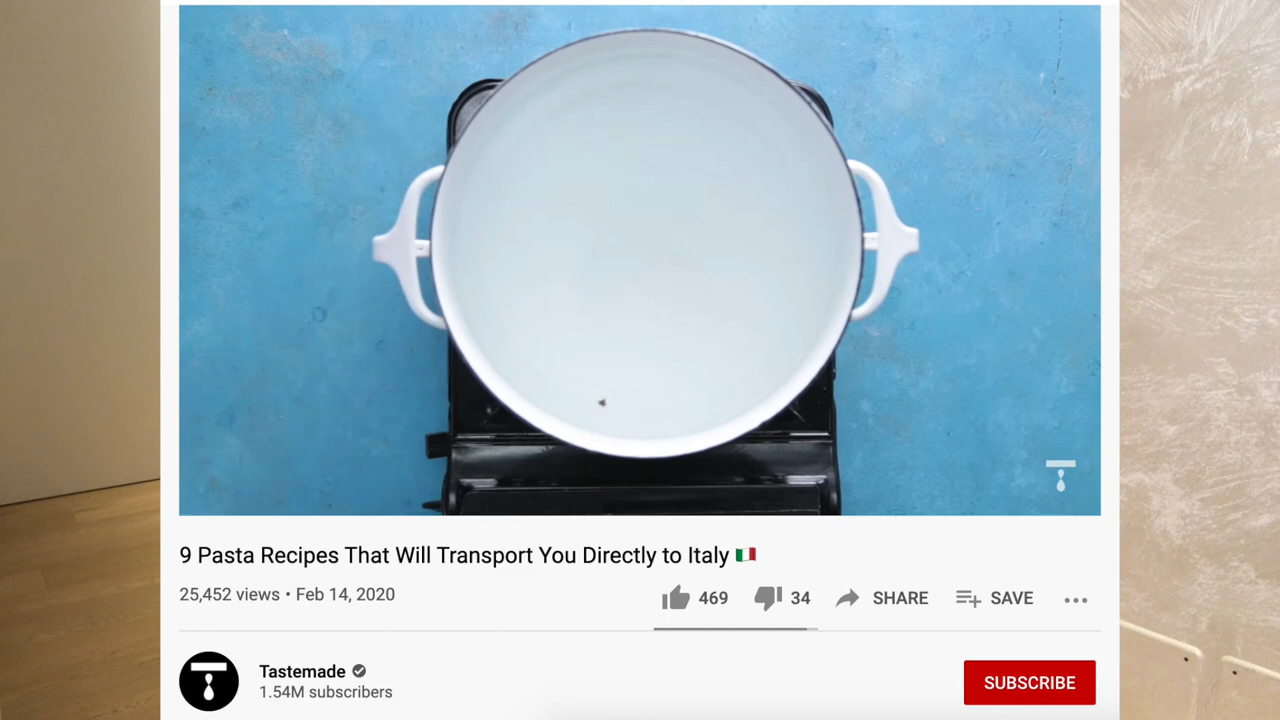 9 Pasta Recipes That Will Transport You Directly to Italy 🇮🇹
25,452 views • Feb 14, 2020
469 34 SHARE SAVE
Tastemade
1.54M subscribers
SUBSCRIBE